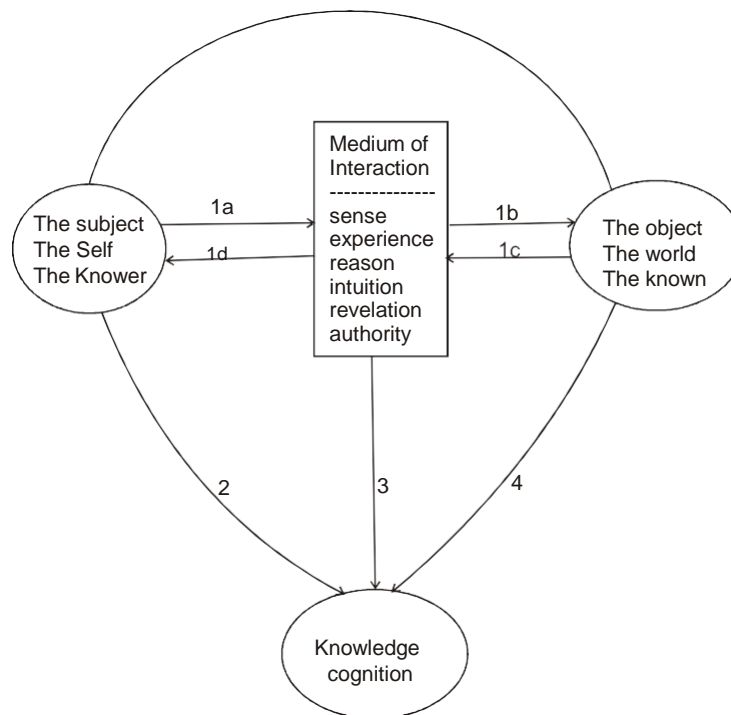 Medium of
Interaction
---------------
sense
experience
reason
intuition
revelation
authority
The subject
The Self
The Knower
1a
1d
1b
1c
The object
The world
The known
2
3
4
Knowledge
cognition